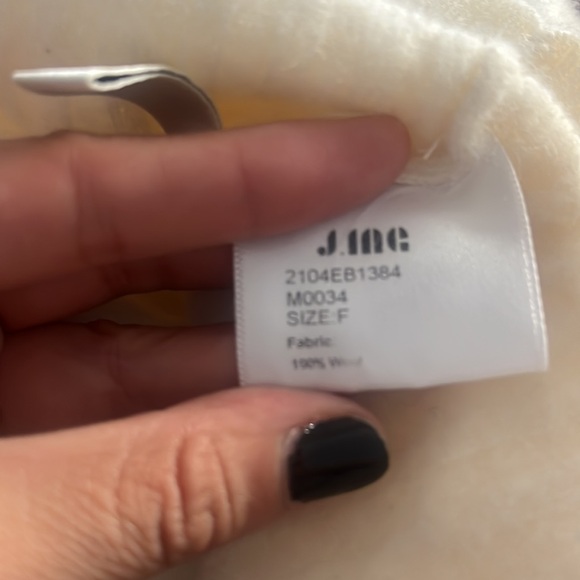 J.ING
2104EB1384
M0034
SIZE:F
Fabric:
100% Wool